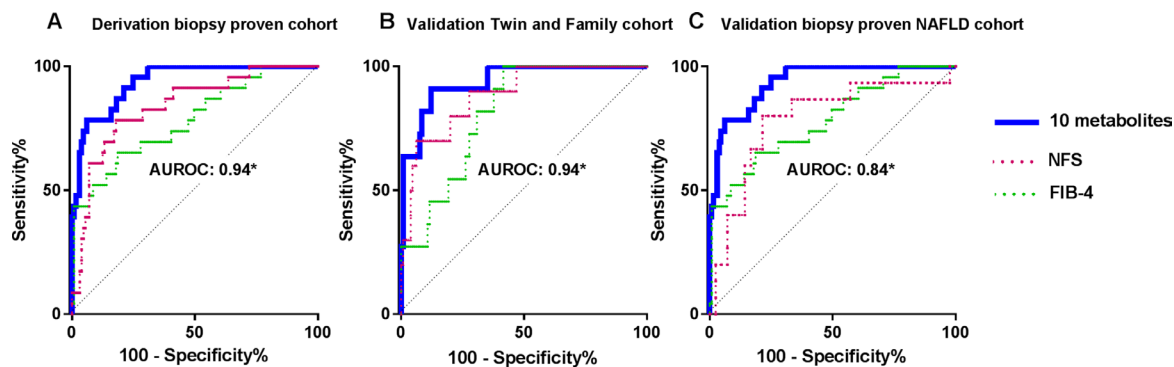 A Derivation biopsy proven cohort
B Validation Twin and Family cohort
C Validation biopsy proven NAFLD cohort
Sensitivity%
100
50
0
AUROC: 0.94*
0 50 100
100 - Specificity%
Sensitivity%
100
50
0
AUROC: 0.94*
0 50 100
100 - Specificity%
Sensitivity%
100
50
0
AUROC: 0.84*
0 50 100
100 - Specificity%
10 metabolites
NFS
FIB-4